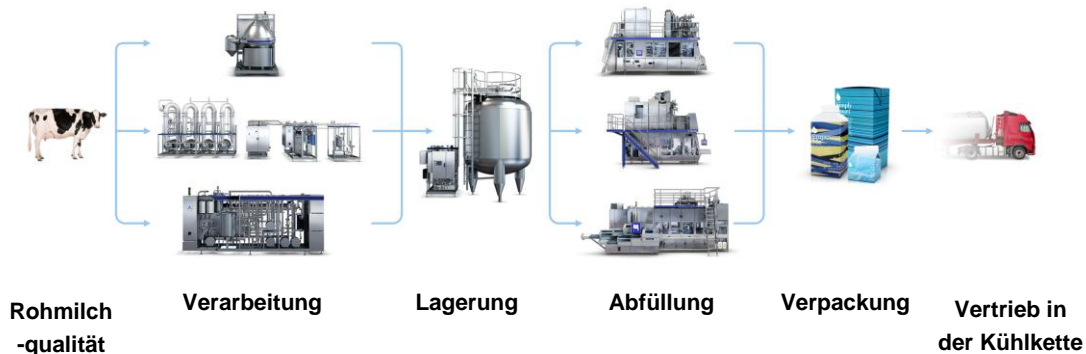 Rohmilch
-qualität
Verarbeitung
Lagerung
Abfüllung
Verpackung
Vertrieb in
der Kühlkette